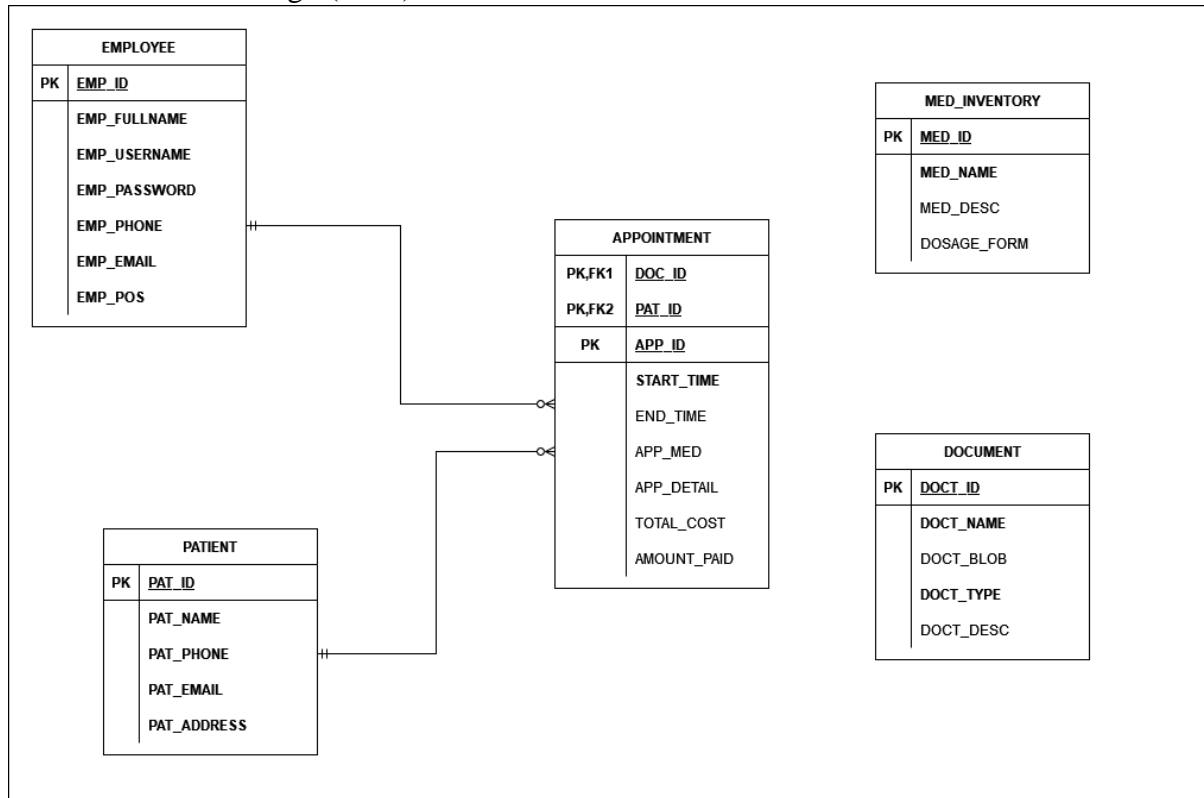 EMPLOYEE
PK EMP_ID
EMP_FULLNAME
EMP_USERNAME
EMP_PASSWORD
EMP_PHONE
EMP_EMAIL
EMP_POS
MED_INVENTORY
PK MED_ID
MED_NAME
MED_DESC
DOSAGE_FORM
APPOINTMENT
PK,FK1 DOC_ID
PK,FK2 PAT_ID
PK APP_ID
START_TIME
END_TIME
APP_MED
APP_DETAIL
TOTAL_COST
AMOUNT_PAID
PATIENT
PK PAT_ID
PAT_NAME
PAT_PHONE
PAT_EMAIL
PAT_ADDRESS
DOCUMENT
PK DOCT_ID
DOCT_NAME
DOCT_BLOB
DOCT_TYPE
DOCT_DESC